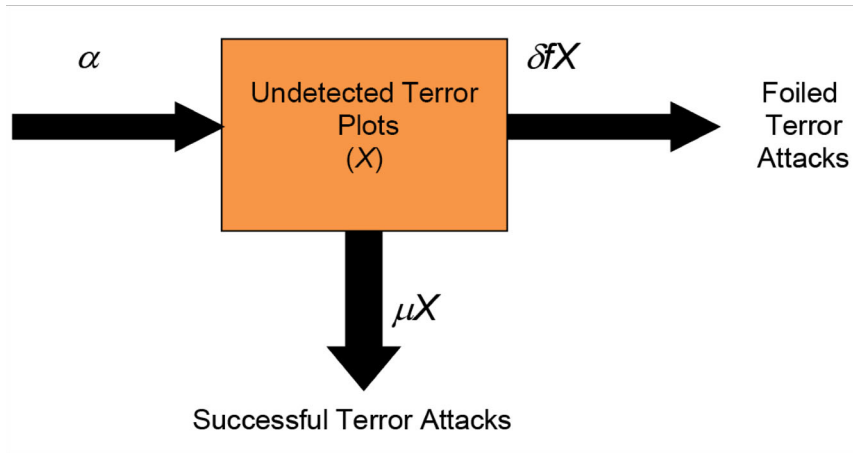 α
Undetected Terror
Plots
(X)
δfX
Foiled
Terror
Attacks
μX
Successful Terror Attacks